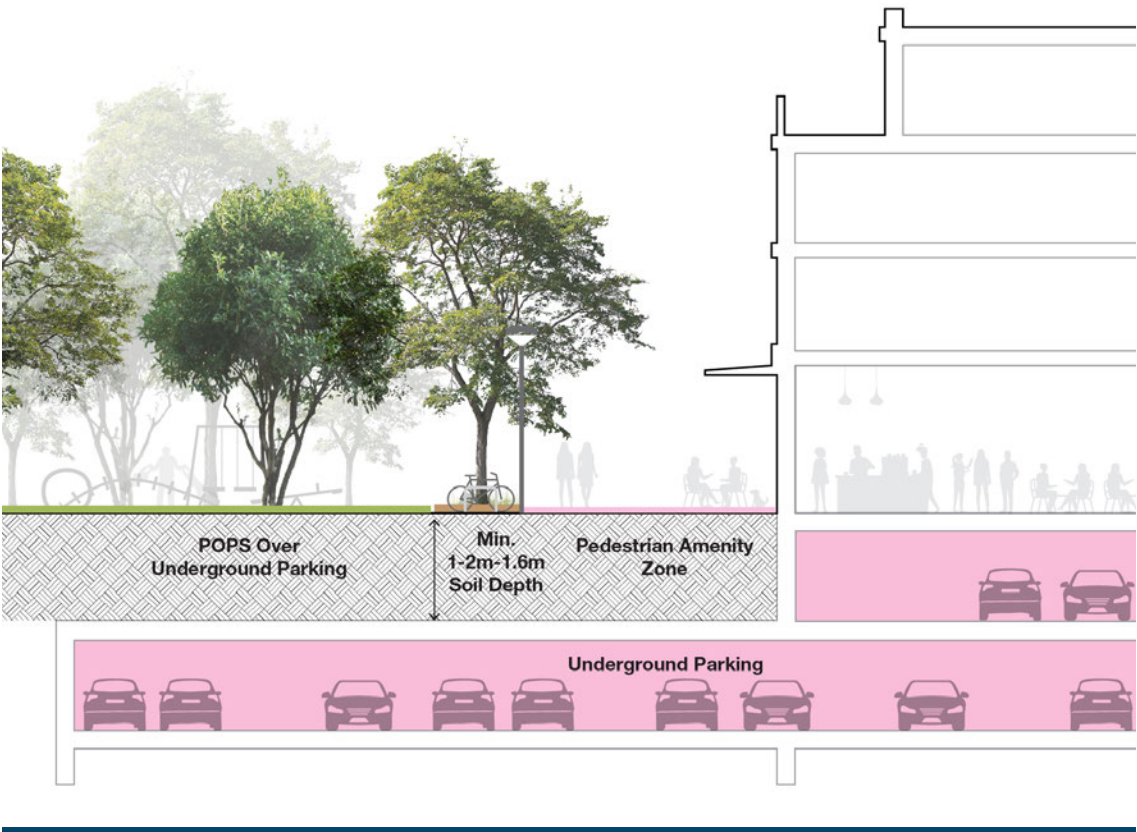 POPS Over
Underground Parking
Min.
1-2m-1.6m
Soil Depth
Pedestrian Amenity
Zone
Underground Parking